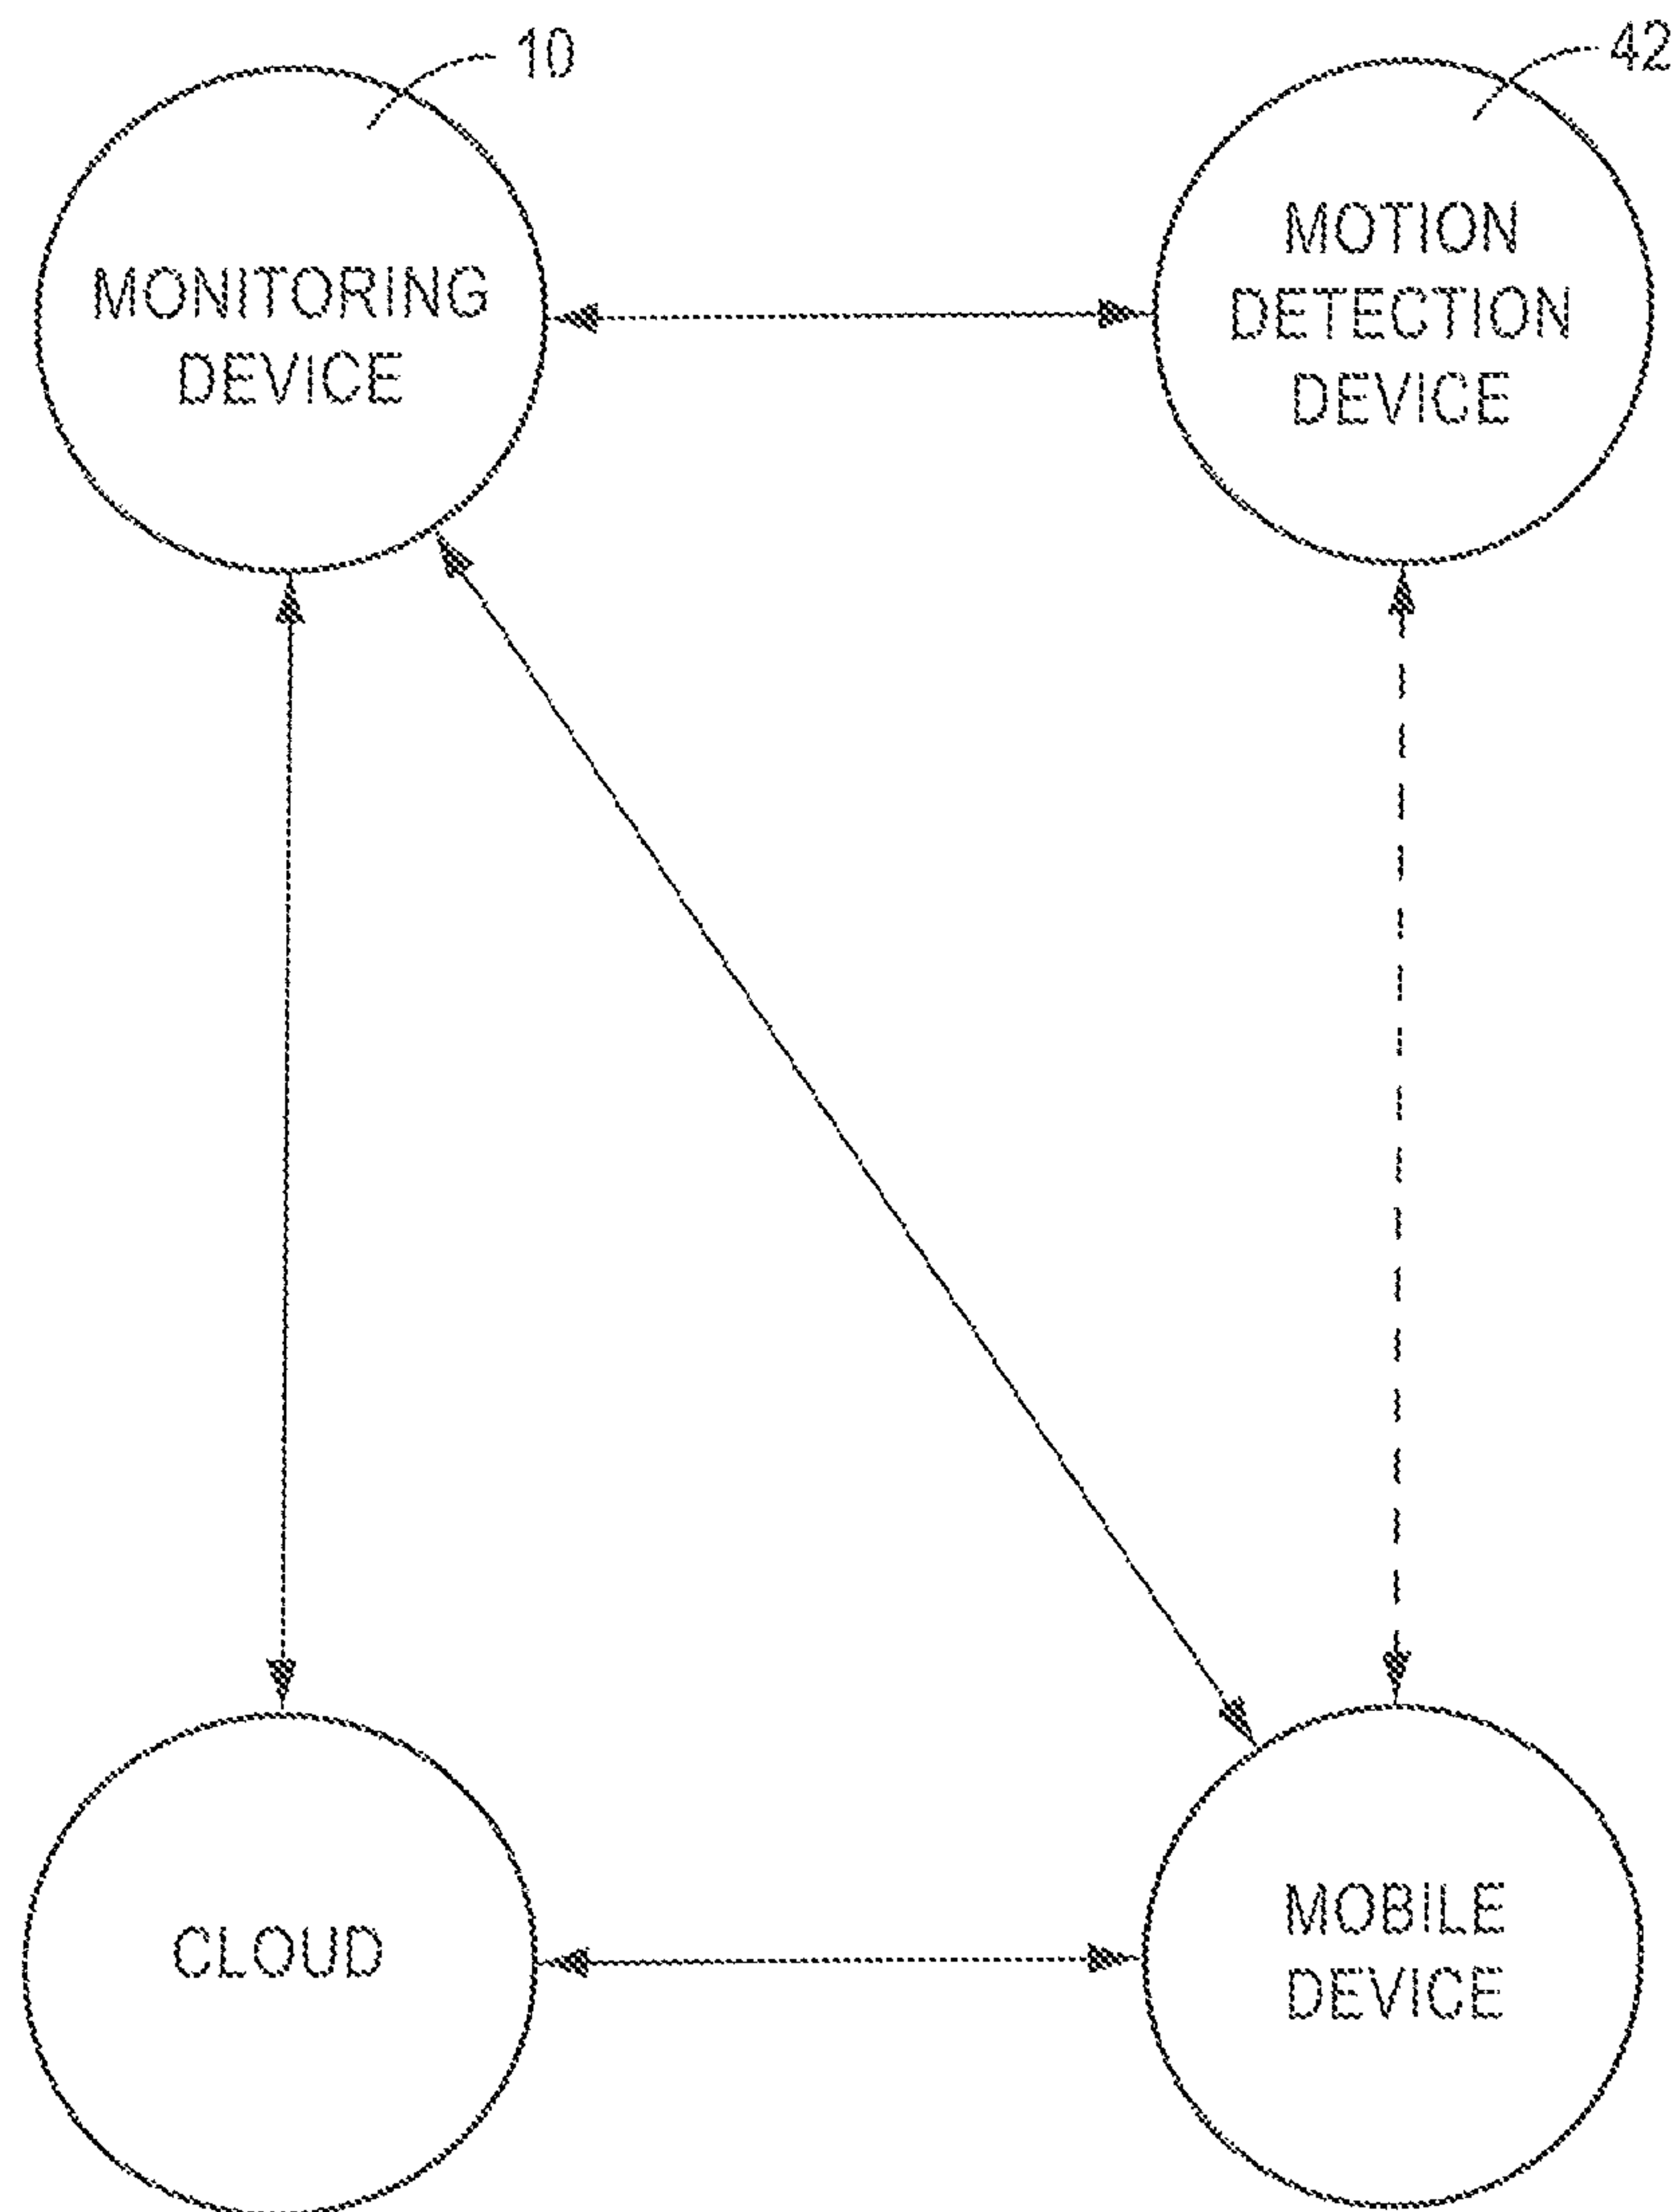 10
42
MONITORING
DEVICE
MOTION
DETECTION
DEVICE
CLOUD
MOBILE
DEVICE